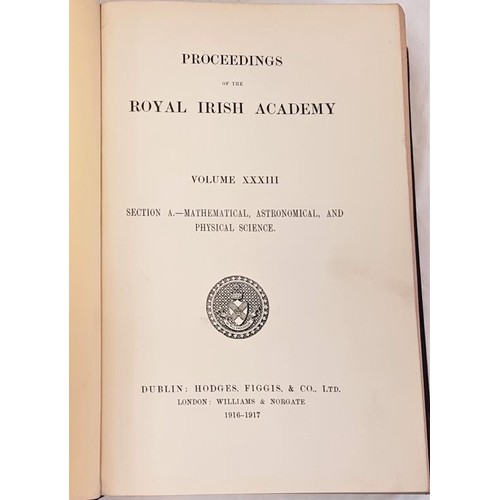 PROCEEDINGS
OF THE
ROYAL IRISH ACADEMY
VOLUME XXXIII
SECTION A.—MATHEMATICAL, ASTRONOMICAL, AND
PHYSICAL SCIENCE.
DUBLIN: HODGES, FIGGIS, & CO., LTD.
LONDON: WILLIAMS & NORGATE
1916–1917